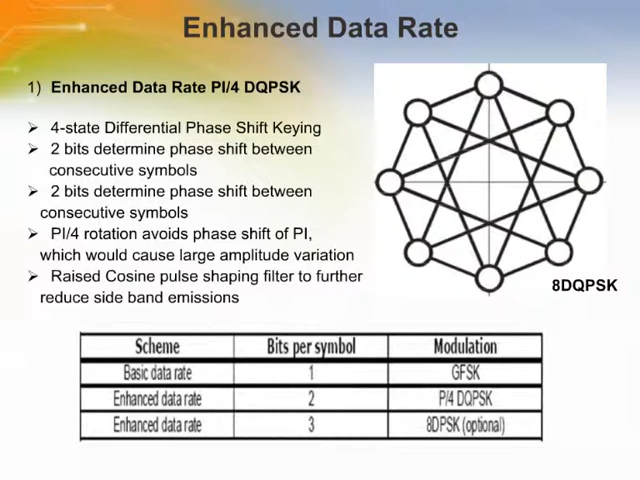 Enhanced Data Rate
1) Enhanced Data Rate PI/4 DQPSK
➢ 4-state Differential Phase Shift Keying
➢ 2 bits determine phase shift between
consecutive symbols
➢ 2 bits determine phase shift between
consecutive symbols
➢ PI/4 rotation avoids phase shift of PI,
which would cause large amplitude variation
➢ Raised Cosine pulse shaping filter to further
reduce side band emissions
8DQPSK
Scheme Bits per symbol Modulation
Basic data rate 1 GFSK
Enhanced data rate 2 P/4 DQPSK
Enhanced data rate 3 8DPSK (optional)